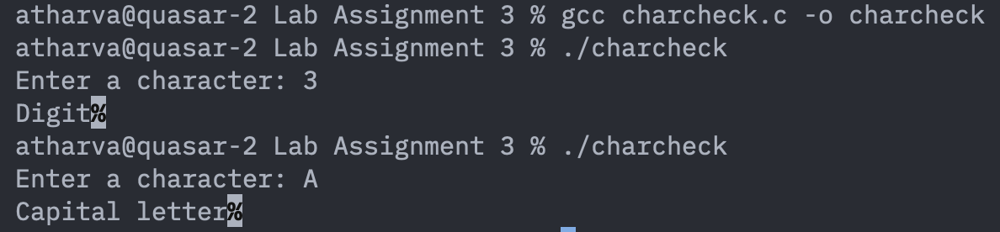 atharva@quasar-2 Lab Assignment 3 % gcc charcheck.c -o charcheck
atharva@quasar-2 Lab Assignment 3 % ./charcheck
Enter a character: 3
Digit%
atharva@quasar-2 Lab Assignment 3 % ./charcheck
Enter a character: A
Capital letter%